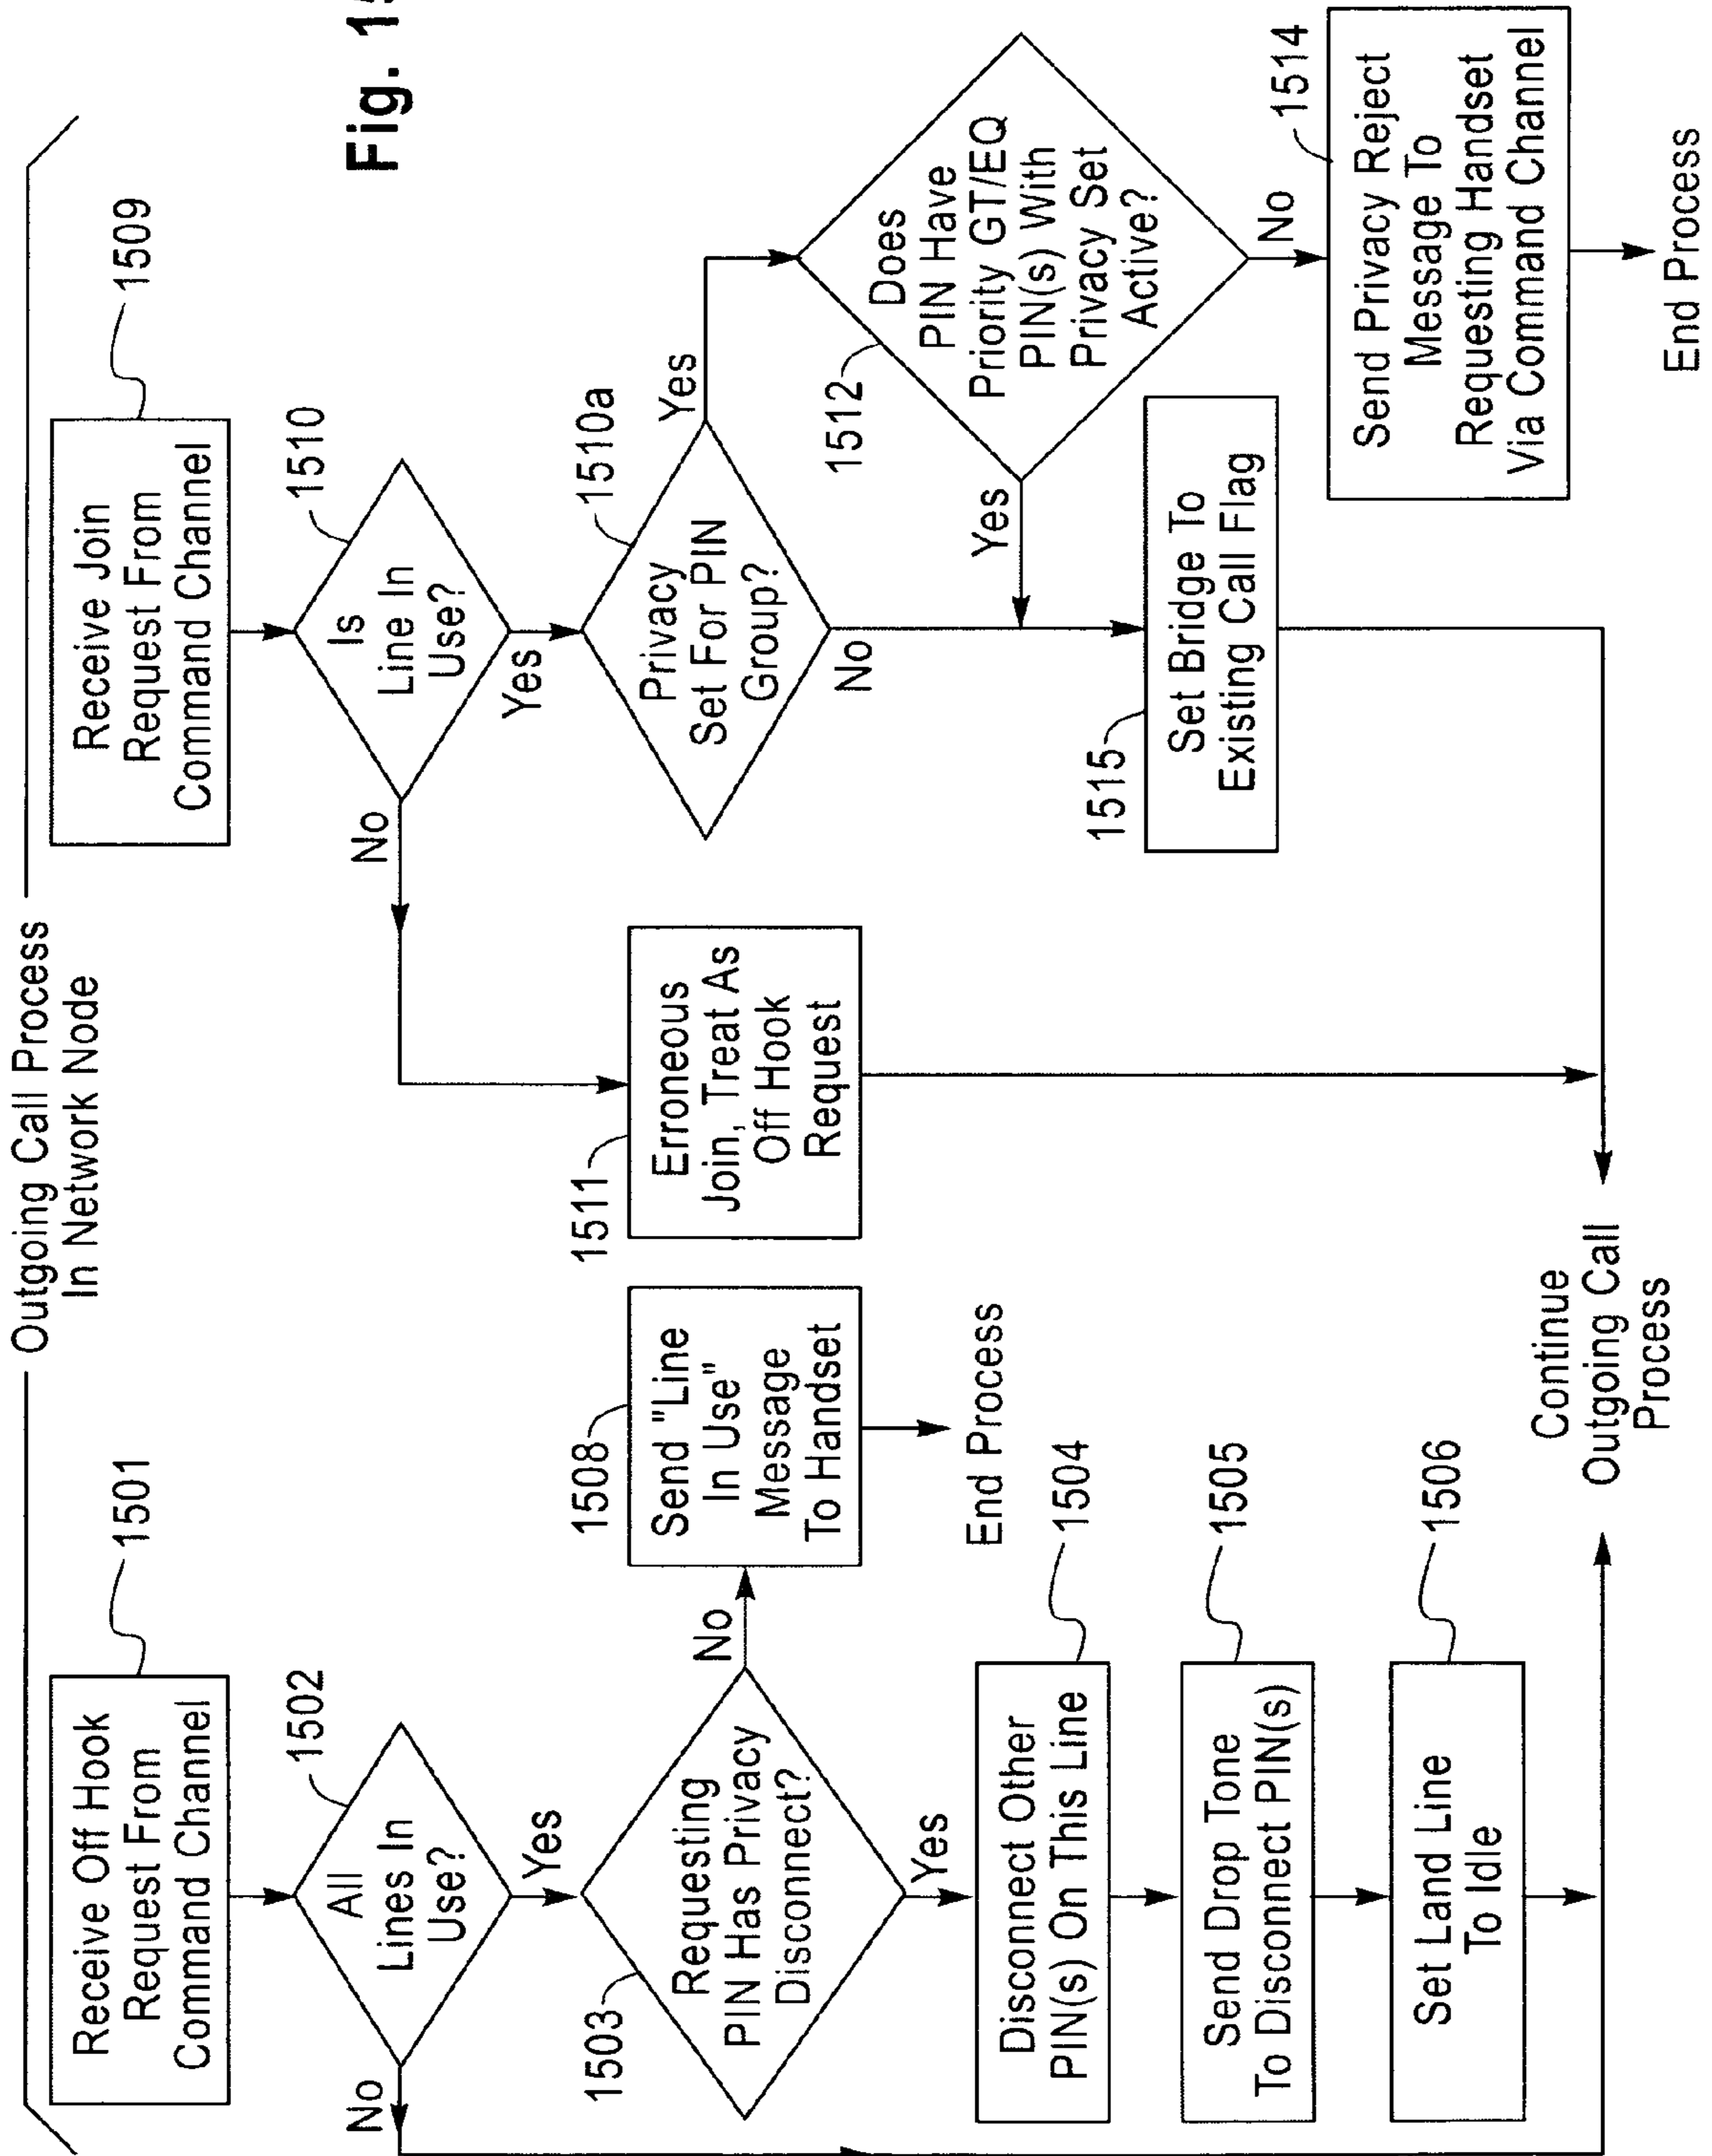 Outgoing Call Process
In Network Node
1501
Receive Off Hook
Request From
Command Channel
1502
All
Lines In
Use?
No
Yes
1503
Requesting
PIN Has Privacy
Disconnect?
No
Yes
1508
Send "Line
In Use"
Message
To Handset
End Process
1504
Disconnect Other
PIN(s) On This Line
1505
Send Drop Tone
To Disconnect PIN(s)
1506
Set Land Line
To Idle
Continue
Outgoing Call
Process
1509
Receive Join
Request From
Command Channel
1510
Is
Line In
Use?
No
Yes
1511
Erroneous
Join, Treat As
Off Hook
Request
1510a
Privacy
Set For PIN
Group?
Yes
No
1512
Does
PIN Have
Priority GT/EQ
PIN(s) With
Privacy Set
Active?
Yes
No
1515
Set Bridge To
Existing Call Flag
1514
Send Privacy Reject
Message To
Requesting Handset
Via Command Channel
End Process
Fig.